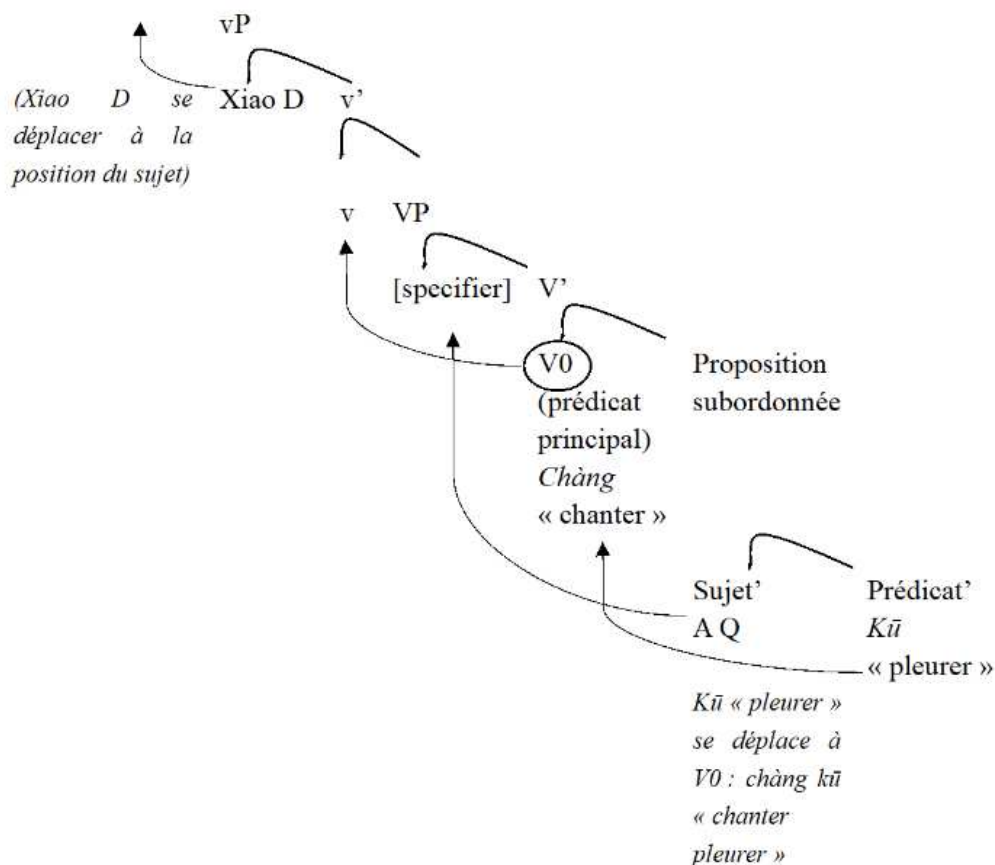 vP
(Xiao D se
déplacer à la
position du sujet)
Xiao D v’
v VP
[specifier] V’
V0
(prédicat
principal)
Chàng
« chanter »
Proposition
subordonnée
Sujet’
A Q
Prédicat’
Kū
« pleurer »
Kū « pleurer »
se déplace à
V0 : chàng kū
« chanter
pleurer »